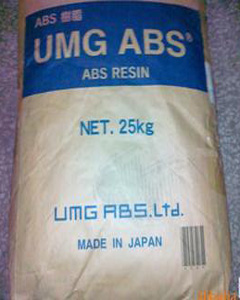 ABS 樹脂
UMG ABS®
ABS RESIN
NET. 25kg
UMG ABS.Ltd.
MADE IN JAPAN